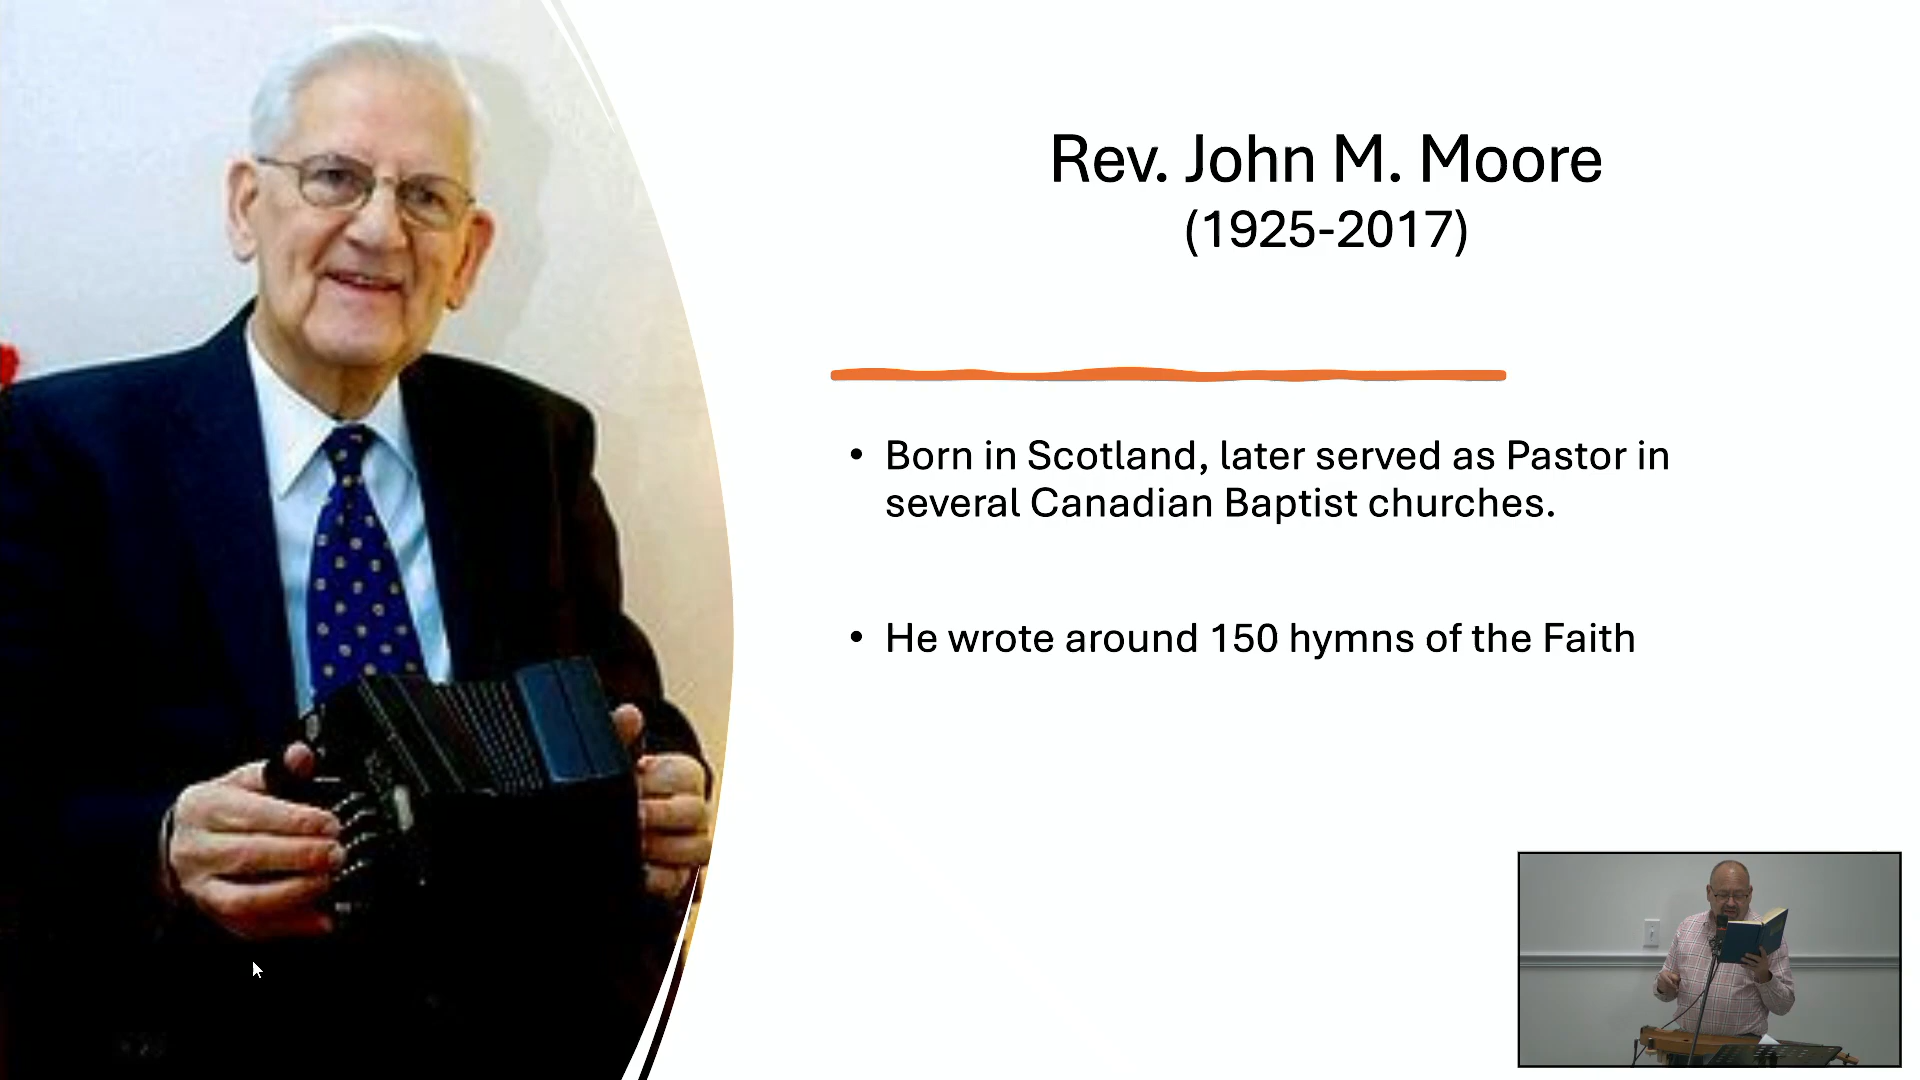 Rev. John M. Moore
(1925-2017)
• Born in Scotland, later served as Pastor in
several Canadian Baptist churches.
• He wrote around 150 hymns of the Faith